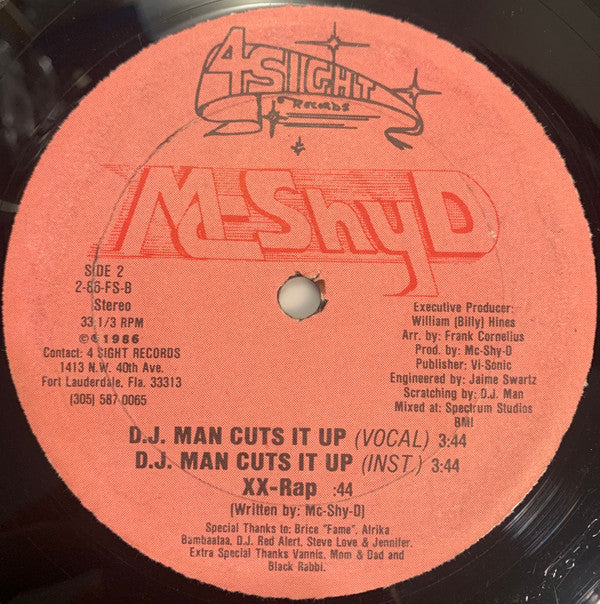 4 SIGHT
RECORDS
Mc-Shy D
SIDE 2
2-86-FS-B
Stereo
33 1/3 RPM
℗©1986
Contact: 4 SIGHT RECORDS
1413 N.W. 40th Ave.
Fort Lauderdale, Fla. 33313
(305) 587-0065
Executive Producer:
William (Billy) Hines
Arr. by: Frank Cornelius
Prod. by: Mc-Shy-D
Publisher: Vi-Sonic
Engineered by: Jaime Swartz
Scratching by: D.J. Man
Mixed at: Spectrum Studios
BMI
D.J. MAN CUTS IT UP (VOCAL) 3:44
D.J. MAN CUTS IT UP (INST.) 3:44
XX-Rap :44
(Written by: Mc-Shy-D)
Special Thanks to: Brice "Fame", Afrika
Bambaataa, D.J. Red Alert, Steve Love & Jennifer.
Extra Special Thanks Vannis, Mom & Dad and
Black Rabbi.